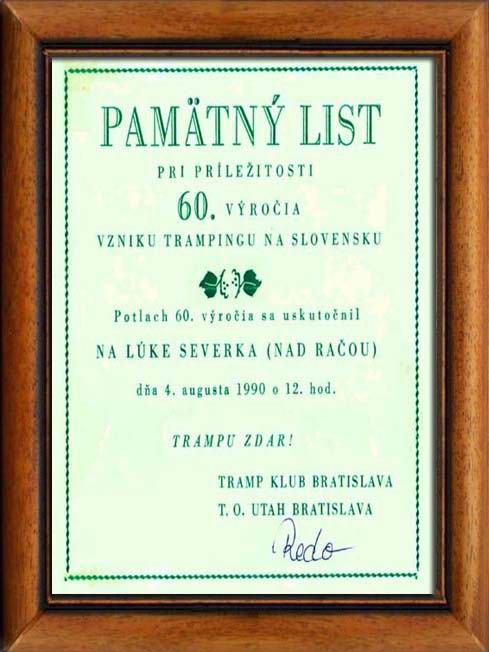 PAMÄTNÝ LIST
PRI PRÍLEŽITOSTI
60. VÝROČIA
VZNIKU TRAMPINGU NA SLOVENSKU
Potlach 60. výročia sa uskutočnil
NA LÚKE SEVERKA (NAD RAČOU)
dňa 4. augusta 1990 o 12. hod.
TRAMPU ZDAR!
TRAMP KLUB BRATISLAVA
T. O. UTAH BRATISLAVA
Redo